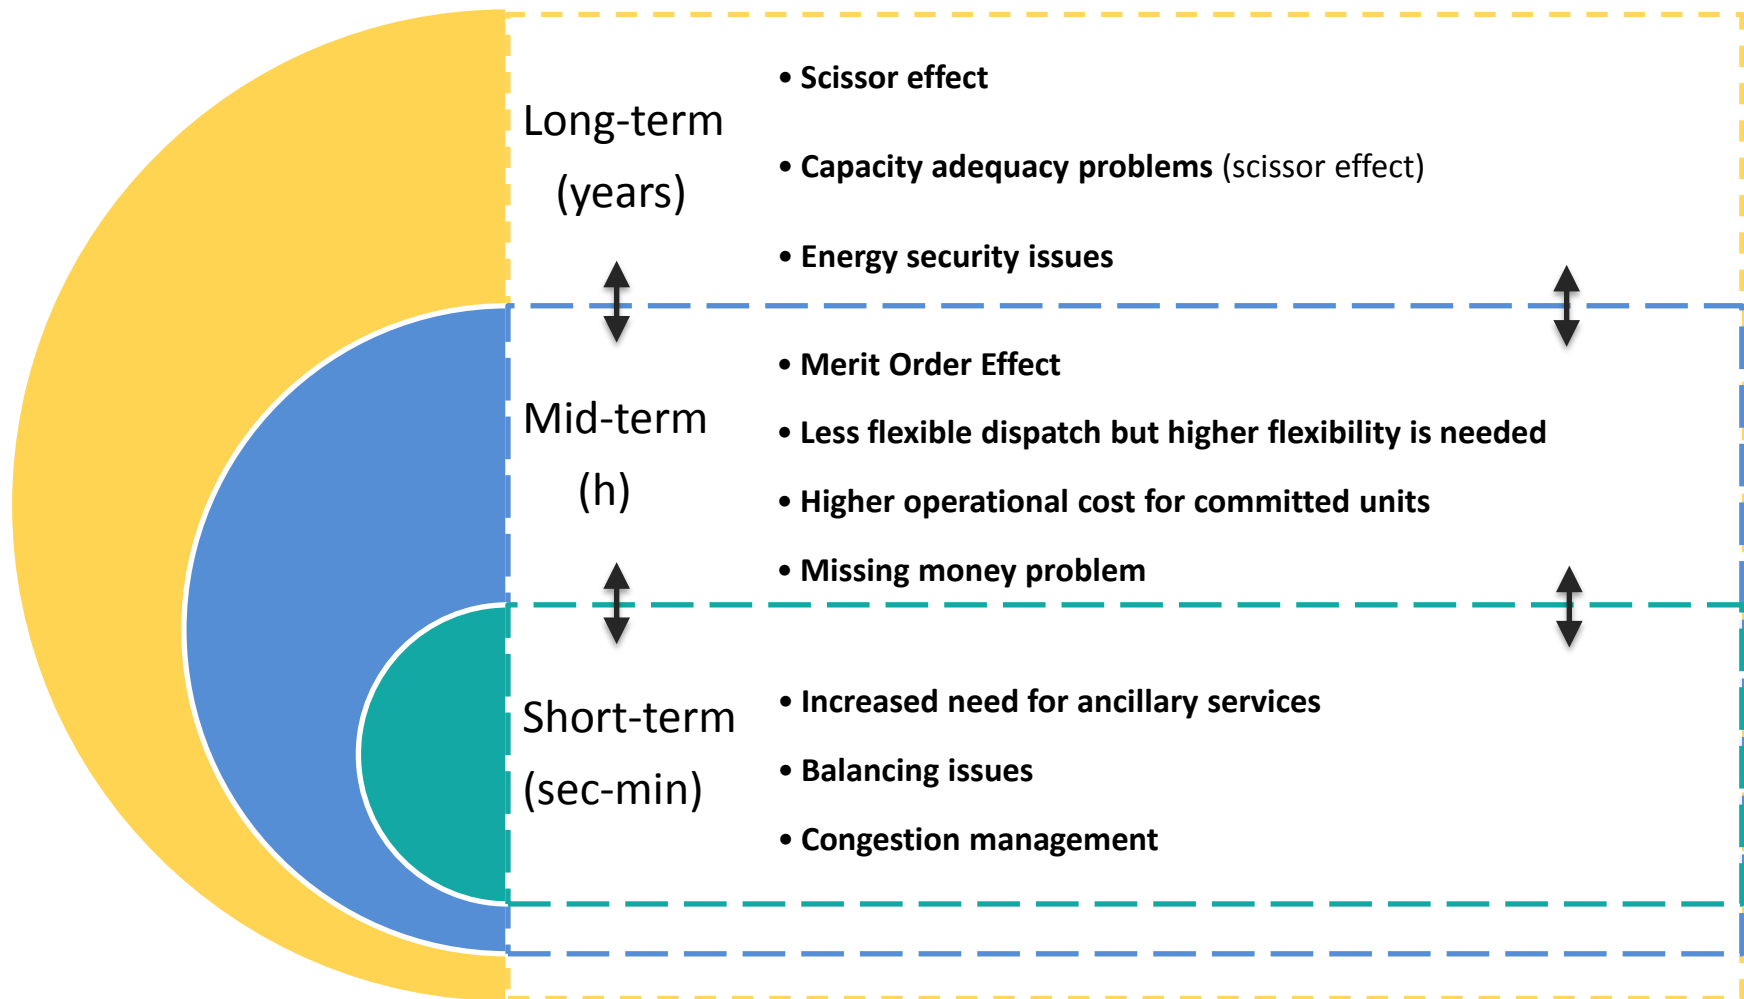 Long-term
(years)
• Scissor effect
• Capacity adequacy problems (scissor effect)
• Energy security issues
Mid-term
(h)
• Merit Order Effect
• Less flexible dispatch but higher flexibility is needed
• Higher operational cost for committed units
• Missing money problem
Short-term
(sec-min)
• Increased need for ancillary services
• Balancing issues
• Congestion management